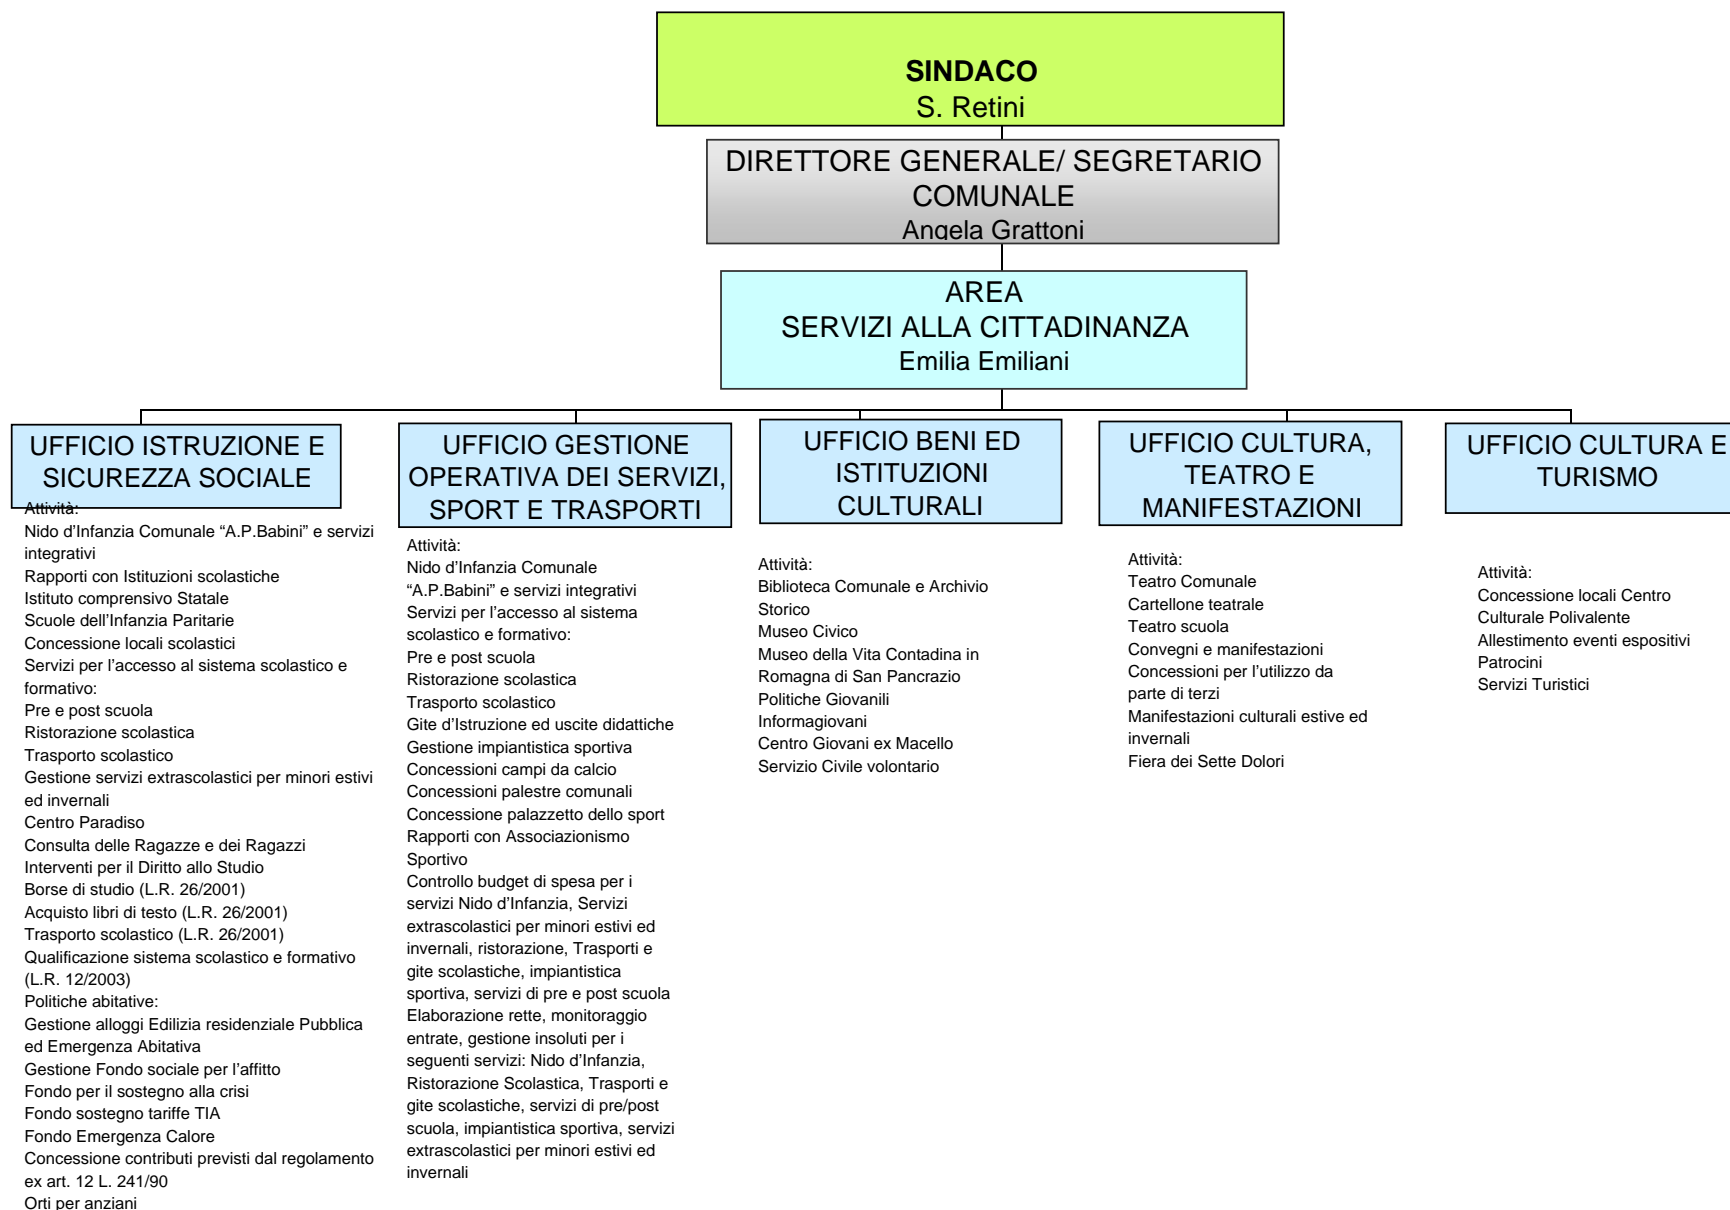 SINDACO
S. Retini
DIRETTORE GENERALE/ SEGRETARIO
COMUNALE
Angela Grattoni
AREA
SERVIZI ALLA CITTADINANZA
Emilia Emiliani
UFFICIO ISTRUZIONE E
SICUREZZA SOCIALE
Attività:
Nido d’Infanzia Comunale “A.P.Babini” e servizi
integrativi
Rapporti con Istituzioni scolastiche
Istituto comprensivo Statale
Scuole dell’Infanzia Paritarie
Concessione locali scolastici
Servizi per l’accesso al sistema scolastico e
formativo:
Pre e post scuola
Ristorazione scolastica
Trasporto scolastico
Gestione servizi extrascolastici per minori estivi
ed invernali
Centro Paradiso
Consulta delle Ragazze e dei Ragazzi
Interventi per il Diritto allo Studio
Borse di studio (L.R. 26/2001)
Acquisto libri di testo (L.R. 26/2001)
Trasporto scolastico (L.R. 26/2001)
Qualificazione sistema scolastico e formativo
(L.R. 12/2003)
Politiche abitative:
Gestione alloggi Edilizia residenziale Pubblica
ed Emergenza Abitativa
Gestione Fondo sociale per l’affitto
Fondo per il sostegno alla crisi
Fondo sostegno tariffe TIA
Fondo Emergenza Calore
Concessione contributi previsti dal regolamento
ex art. 12 L. 241/90
Orti per anziani
UFFICIO GESTIONE
OPERATIVA DEI SERVIZI,
SPORT E TRASPORTI
Attività:
Nido d’Infanzia Comunale
“A.P.Babini” e servizi integrativi
Servizi per l’accesso al sistema
scolastico e formativo:
Pre e post scuola
Ristorazione scolastica
Trasporto scolastico
Gite d’Istruzione ed uscite didattiche
Gestione impiantistica sportiva
Concessioni campi da calcio
Concessioni palestre comunali
Concessione palazzetto dello sport
Rapporti con Associazionismo
Sportivo
Controllo budget di spesa per i
servizi Nido d’Infanzia, Servizi
extrascolastici per minori estivi ed
invernali, ristorazione, Trasporti e
gite scolastiche, impiantistica
sportiva, servizi di pre e post scuola
Elaborazione rette, monitoraggio
entrate, gestione insoluti per i
seguenti servizi: Nido d’Infanzia,
Ristorazione Scolastica, Trasporti e
gite scolastiche, servizi di pre/post
scuola, impiantistica sportiva, servizi
extrascolastici per minori estivi ed
invernali
UFFICIO BENI ED
ISTITUZIONI
CULTURALI
Attività:
Biblioteca Comunale e Archivio
Storico
Museo Civico
Museo della Vita Contadina in
Romagna di San Pancrazio
Politiche Giovanili
Informagiovani
Centro Giovani ex Macello
Servizio Civile volontario
UFFICIO CULTURA,
TEATRO E
MANIFESTAZIONI
Attività:
Teatro Comunale
Cartellone teatrale
Teatro scuola
Convegni e manifestazioni
Concessioni per l’utilizzo da
parte di terzi
Manifestazioni culturali estive ed
invernali
Fiera dei Sette Dolori
UFFICIO CULTURA E
TURISMO
Attività:
Concessione locali Centro
Culturale Polivalente
Allestimento eventi espositivi
Patrocini
Servizi Turistici